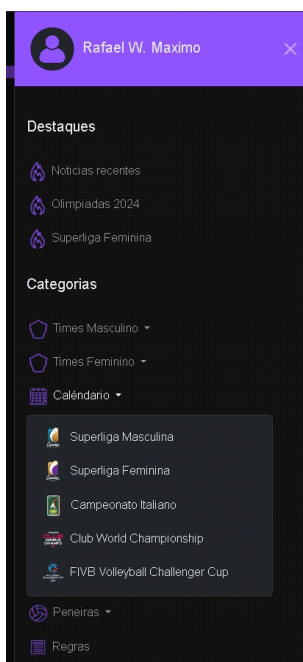 Rafael W. Maximo
Destaques
Noticias recentes
Olimpiadas 2024
Superliga Feminina
Categorias
Times Masculino
Times Feminino
Caléndario
Superliga Masculina
Superliga Feminina
Campeonato Italiano
Club World Championship
FIVB Volleyball Challenger Cup
Peneiras
Regras